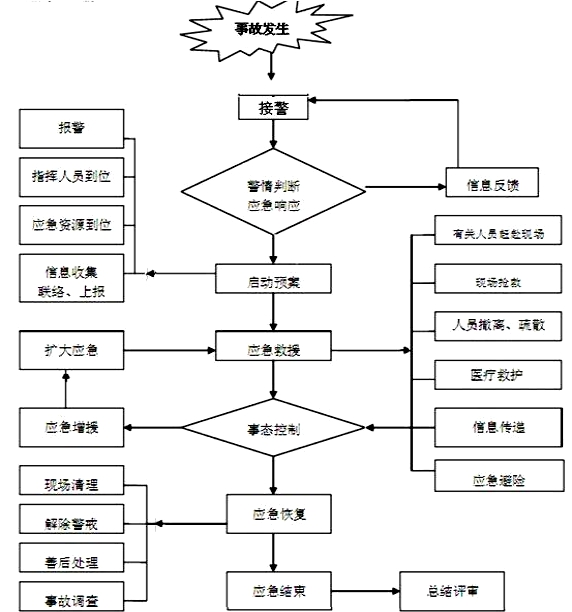 事故发生
接警
报警
指挥人员到位
警情判断
应急响应
信息反馈
应急资源到位
有关人员赶赴现场
信息收集
联络、上报
启动预案
现场抢救
人员撤离、疏散
扩大应急
应急救援
医疗救护
应急增援
事态控制
信息传递
现场清理
应急避险
解除警戒
应急恢复
善后处理
事故调查
应急结束
总结评审